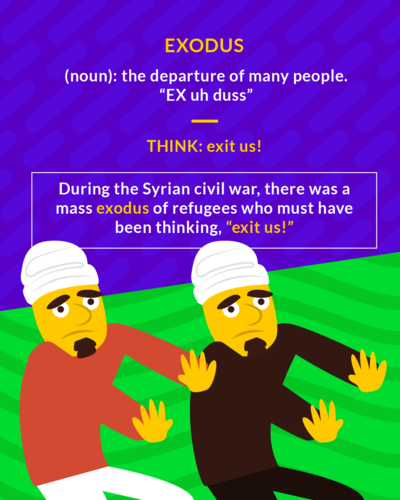 EXODUS
(noun): the departure of many people.
“EX uh duss”
THINK: exit us!
During the Syrian civil war, there was a
mass exodus of refugees who must have
been thinking, “exit us!”